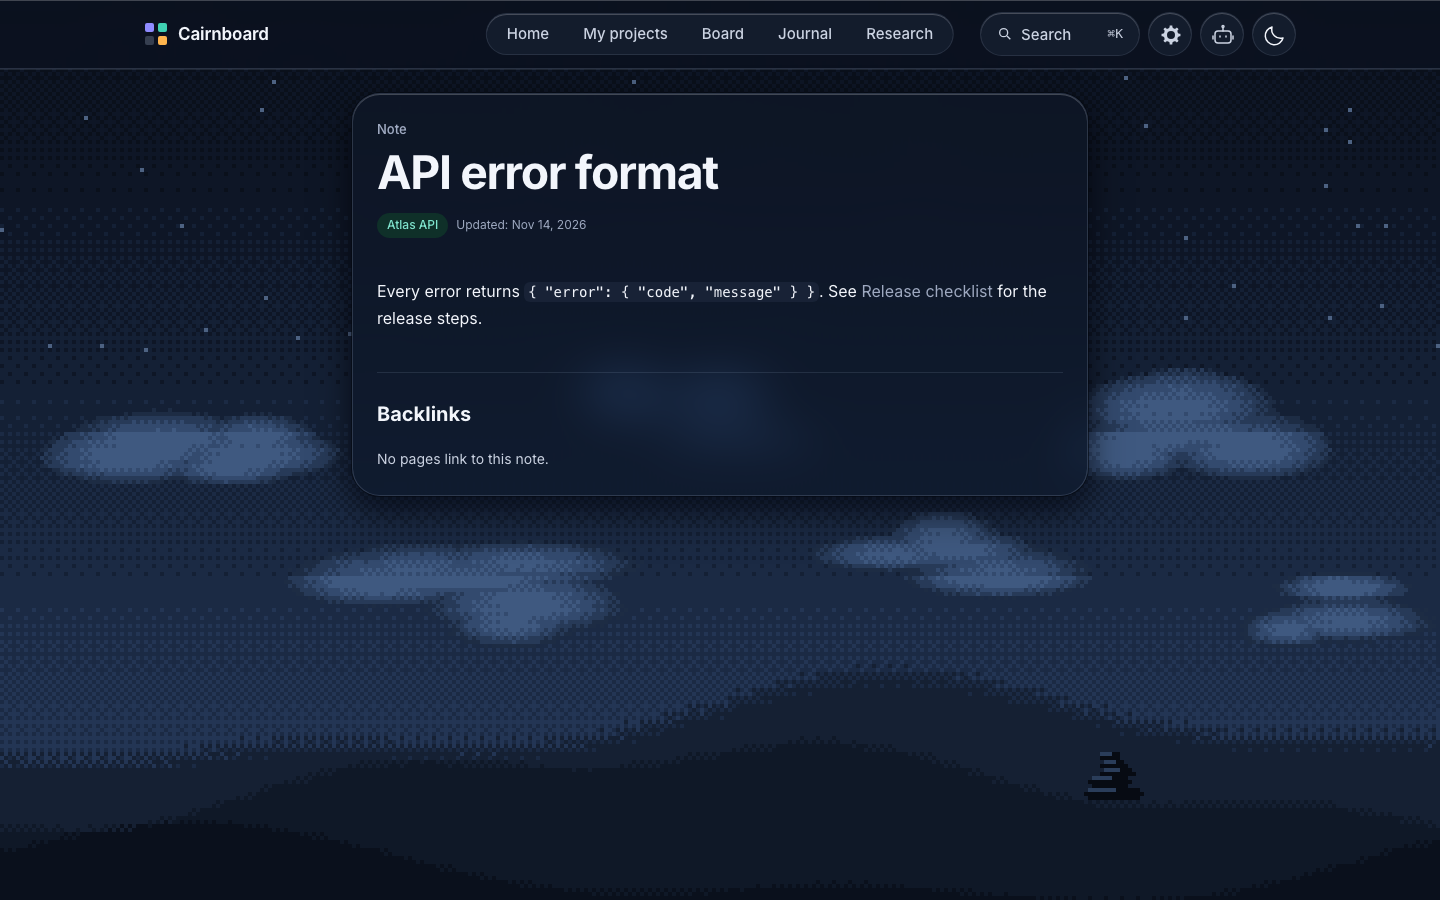 Cairnboard
Home My projects Board Journal Research
Search ⌘K
Note
API error format
Atlas API Updated: Nov 14, 2026
Every error returns { "error": { "code", "message" } }. See Release checklist for the
release steps.
Backlinks
No pages link to this note.